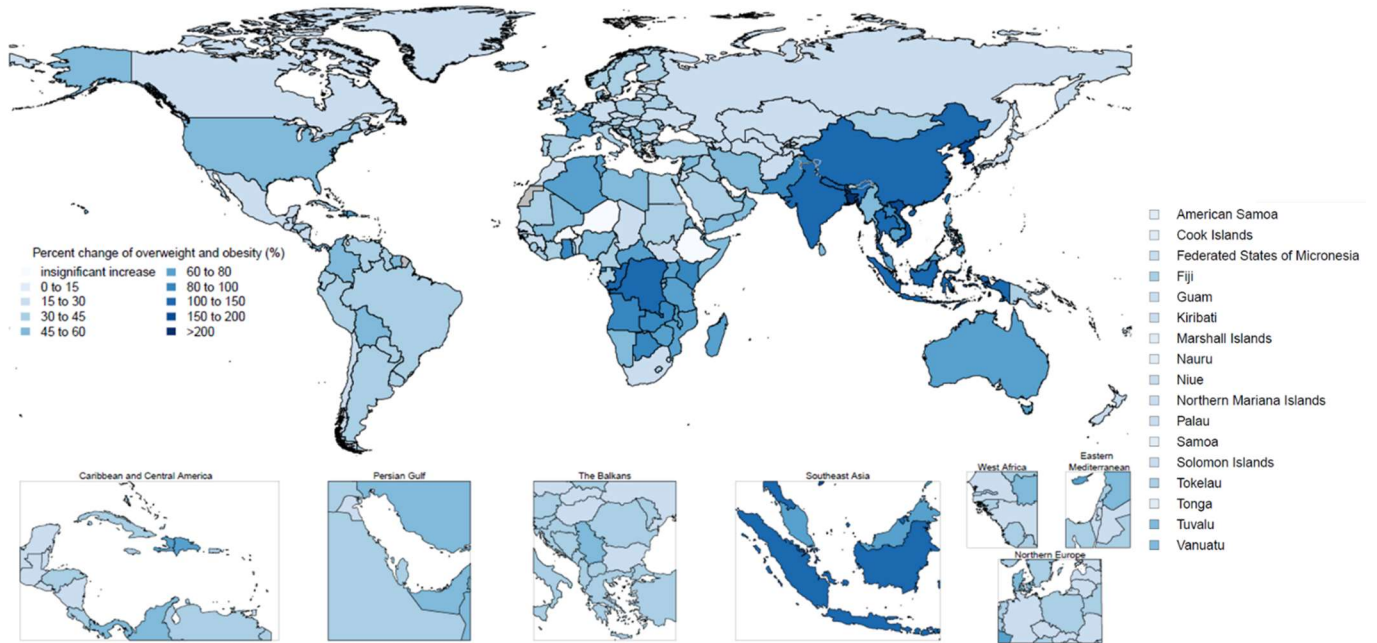 Percent change of overweight and obesity (%)
insignificant increase
0 to 15
15 to 30
30 to 45
45 to 60
60 to 80
80 to 100
100 to 150
150 to 200
>200
American Samoa
Cook Islands
Federated States of Micronesia
Fiji
Guam
Kiribati
Marshall Islands
Nauru
Niue
Northern Mariana Islands
Palau
Samoa
Solomon Islands
Tokelau
Tonga
Tuvalu
Vanuatu
Caribbean and Central America
Persian Gulf
The Balkans
Southeast Asia
West Africa
Eastern
Mediterranean
Northern Europe